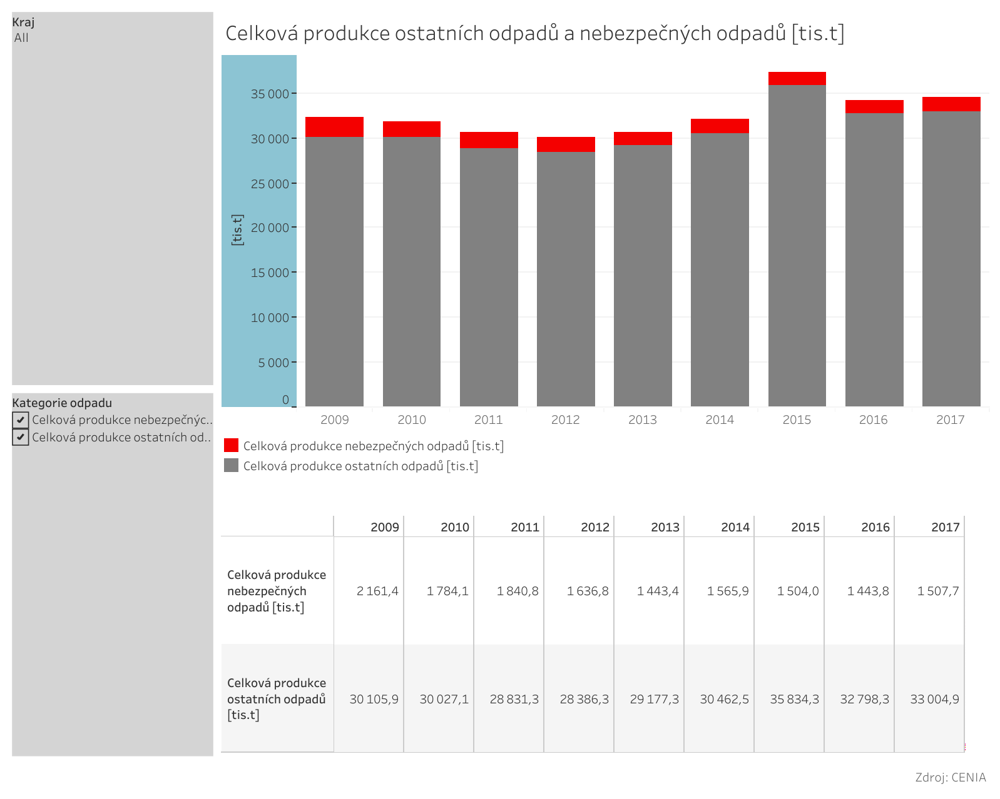 Kraj
All
Celková produkce ostatních odpadů a nebezpečných odpadů [tis.t]
[tis.t]
35 000
30 000
25 000
20 000
15 000
10 000
5 000
0
2009 2010 2011 2012 2013 2014 2015 2016 2017
Kategorie odpadu
Celková produkce nebezpečnýc..
Celková produkce ostatních od..
Celková produkce nebezpečných odpadů [tis.t]
Celková produkce ostatních odpadů [tis.t]
2009 2010 2011 2012 2013 2014 2015 2016 2017
Celková produkce
nebezpečných
odpadů [tis.t]
2 161,4 1 784,1 1 840,8 1 636,8 1 443,4 1 565,9 1 504,0 1 443,8 1 507,7
Celková produkce
ostatních odpadů
[tis.t]
30 105,9 30 027,1 28 831,3 28 386,3 29 177,3 30 462,5 35 834,3 32 798,3 33 004,9
Zdroj: CENIA